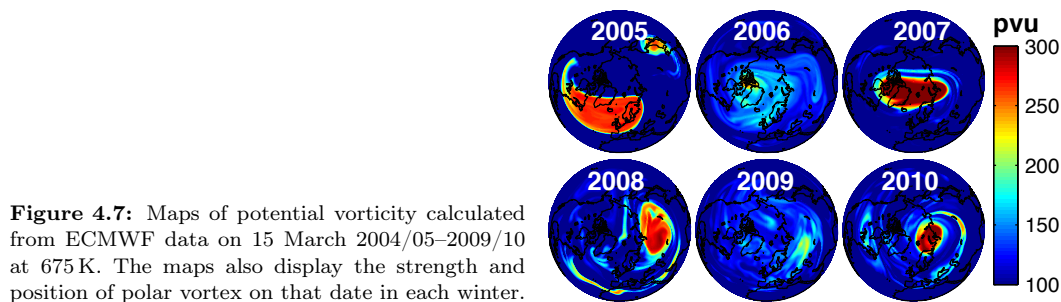 pvu
2005 2006 2007
300
250
200
2008 2009 2010
150
100
Figure 4.7: Maps of potential vorticity calculated
from ECMWF data on 15 March 2004/05–2009/10
at 675 K. The maps also display the strength and
position of polar vortex on that date in each winter.